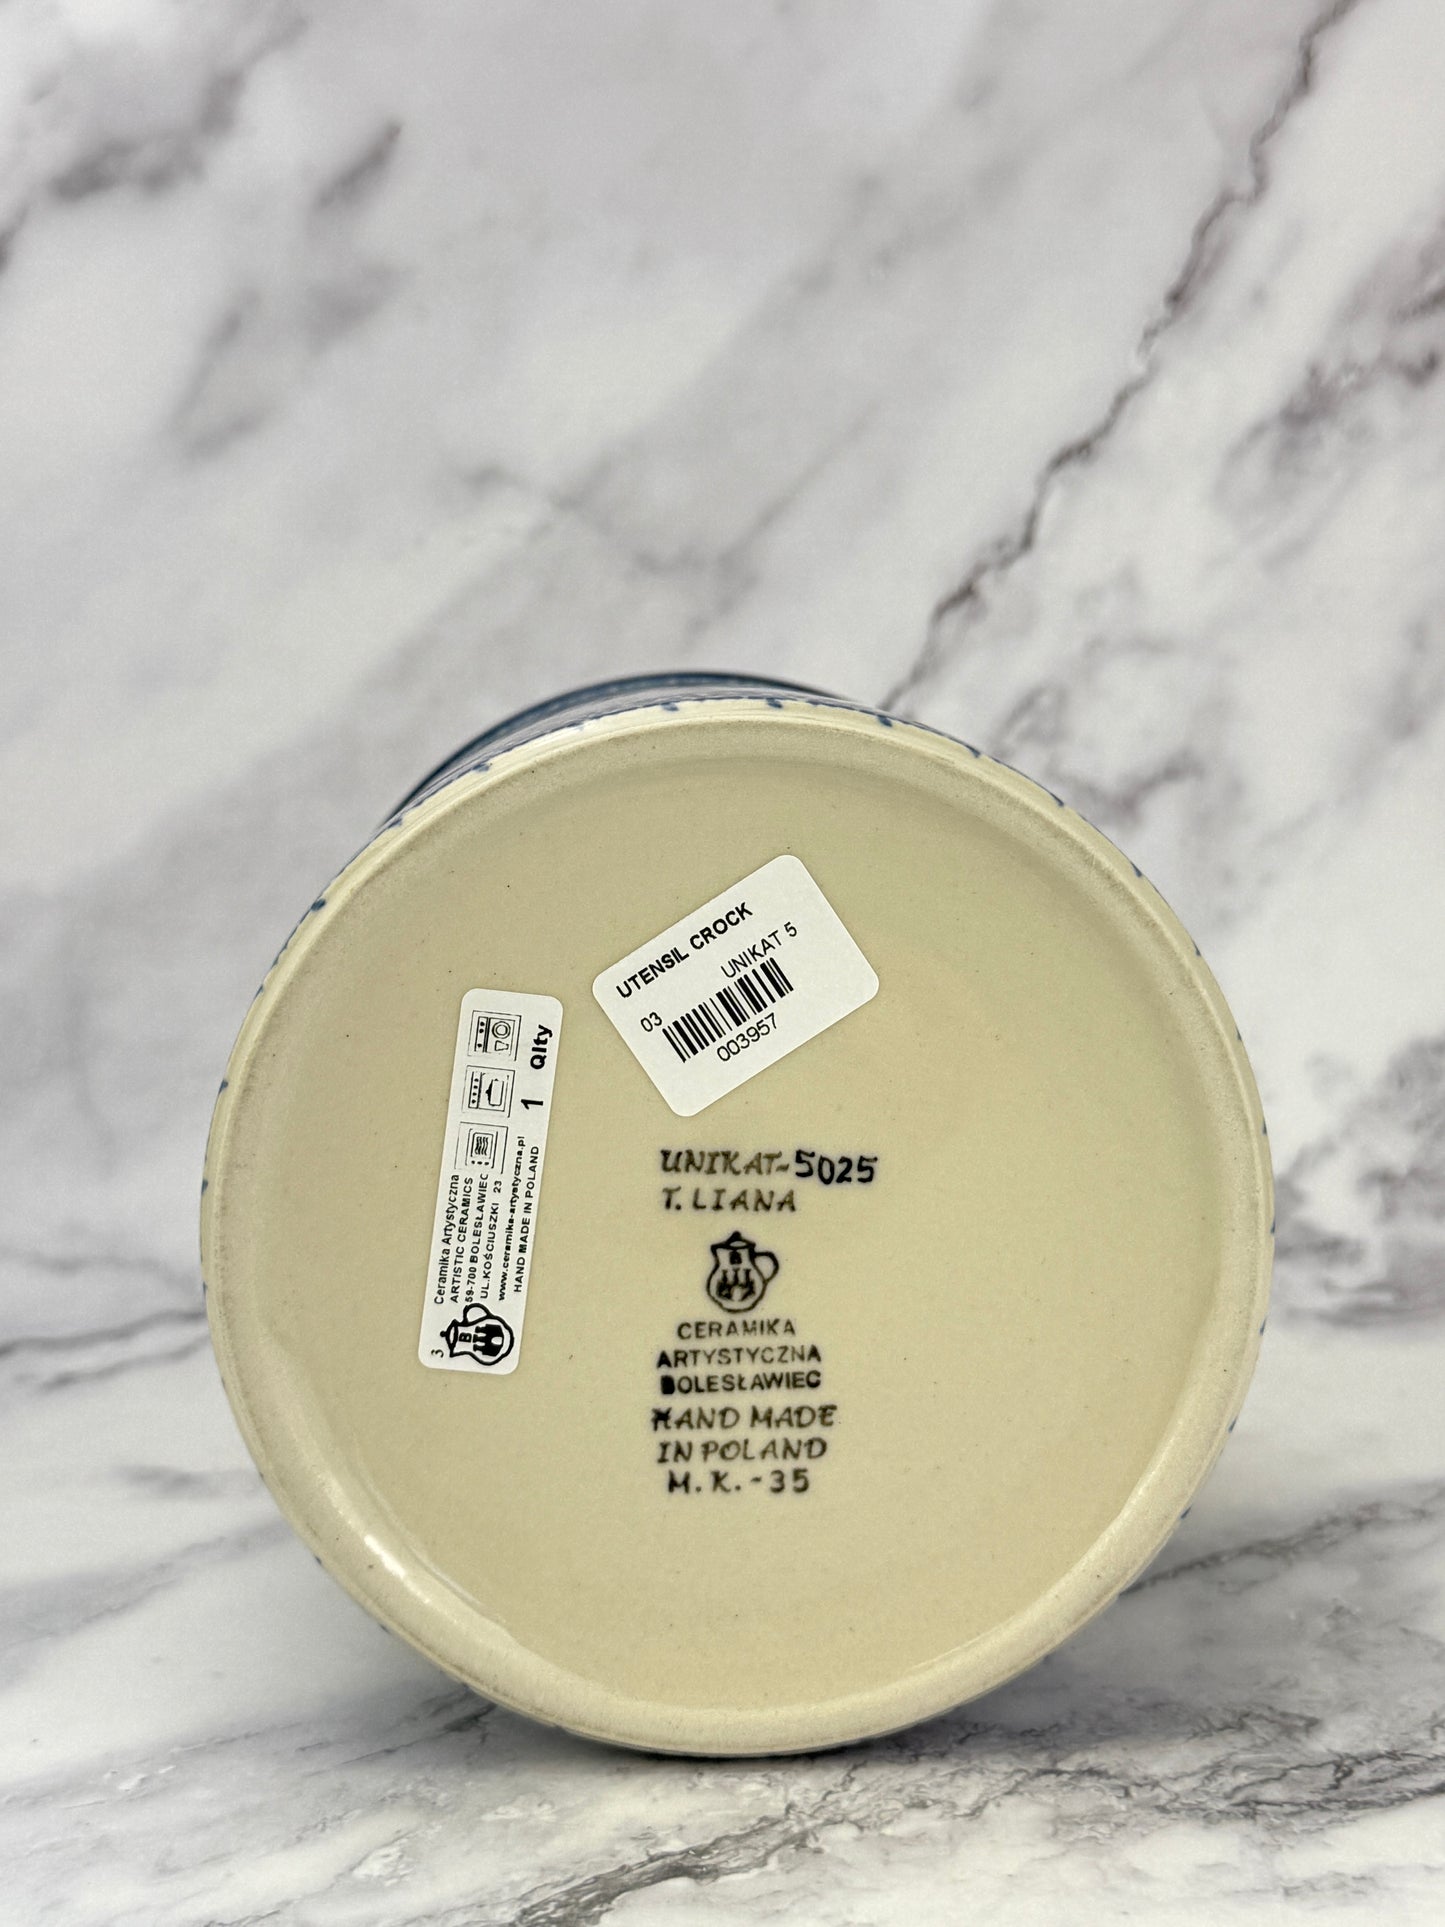 UTENSIL CROCK
UNIKAT 5
03
003957
1 Qlty
Ceramika Artystyczna
ARTISTIC CERAMICS
59-700 BOLESŁAWIEC
UL.KOŚCIUSZKI 23
www.ceramika-artystyczna.pl
HAND MADE IN POLAND
3
B
UNIKAT-5025
T. LIANA
B
CERAMIKA
ARTYSTYCZNA
BOLESŁAWIEC
HAND MADE
IN POLAND
M.K.-35